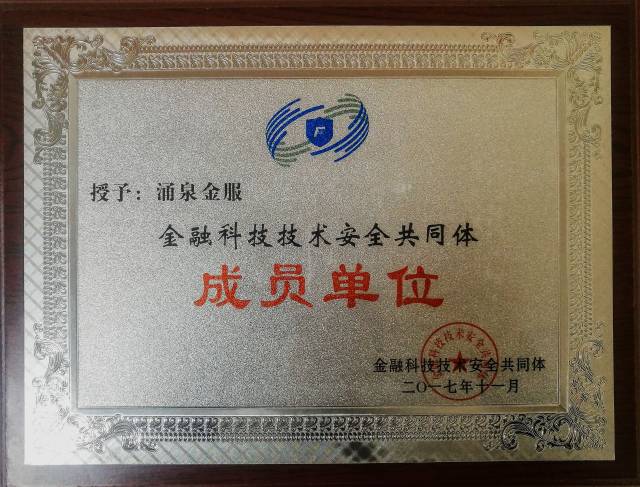 授予：涌泉金服
金融科技技术安全共同体
成员单位
金融科技技术安全共同体
二〇一七年十一月